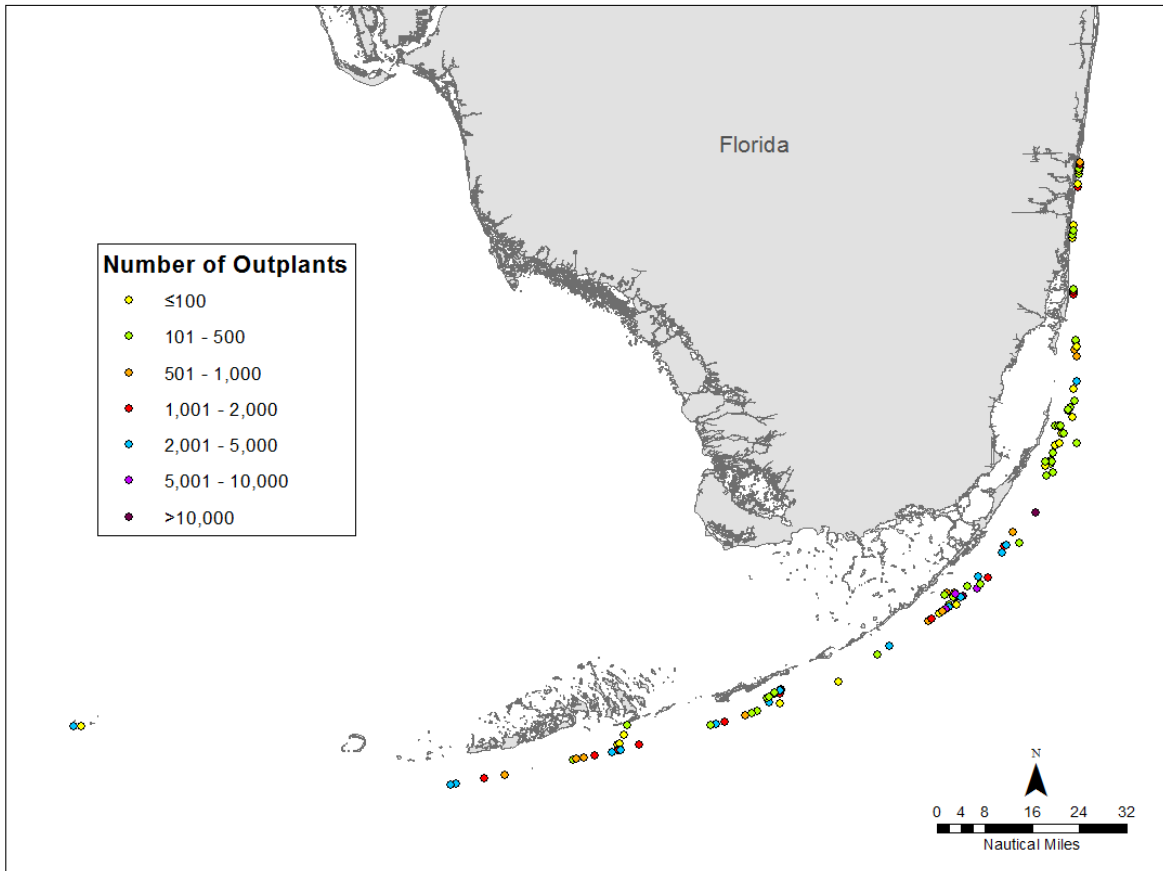 Florida
Number of Outplants
≤100
101 - 500
501 - 1,000
1,001 - 2,000
2,001 - 5,000
5,001 - 10,000
>10,000
N
0 4 8 16 24 32
Nautical Miles